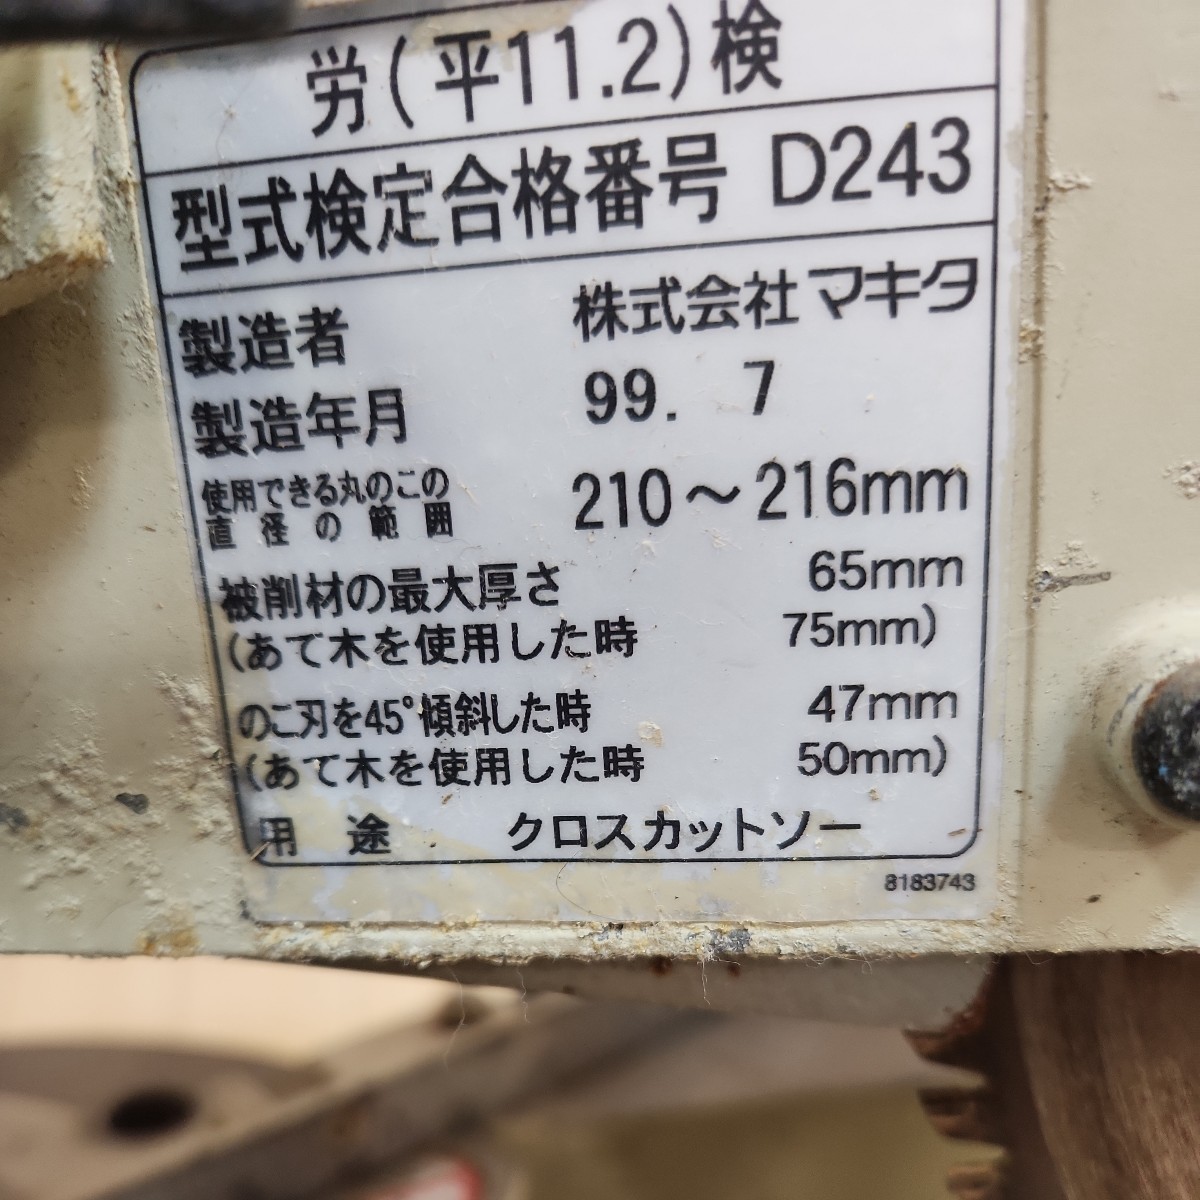 労(平11.2)検
型式検定合格番号 D243
製造者 株式会社マキタ
製造年月 99. 7
使用できる丸のこの
直径の範囲 210～216mm
被削材の最大厚さ 65mm
(あて木を使用した時 75mm)
のこ刃を45°傾斜した時 47mm
(あて木を使用した時 50mm)
用途 クロスカットソー
8183743